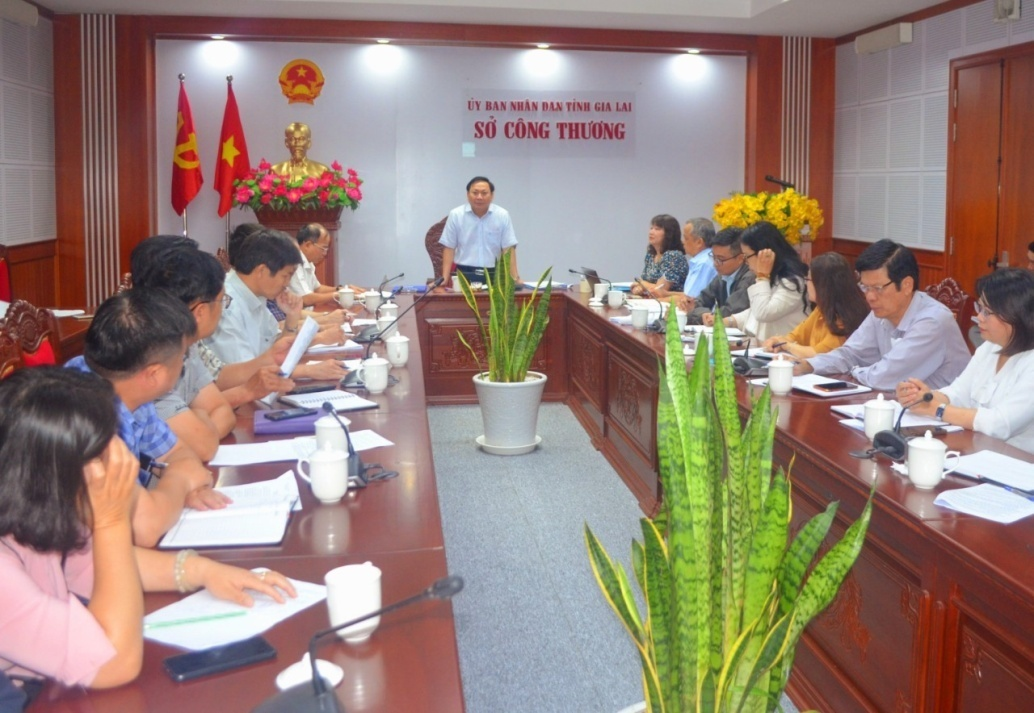 ỦY BAN NHÂN DÂN TỈNH GIA LAI
SỞ CÔNG THƯƠNG